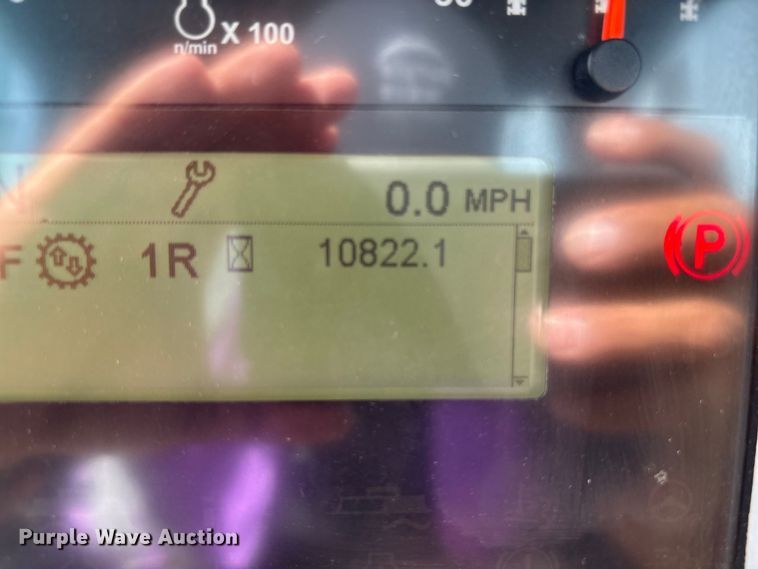 n/min X 100
N
0.0 MPH
F 1R 10822.1
P
Purple Wave Auction